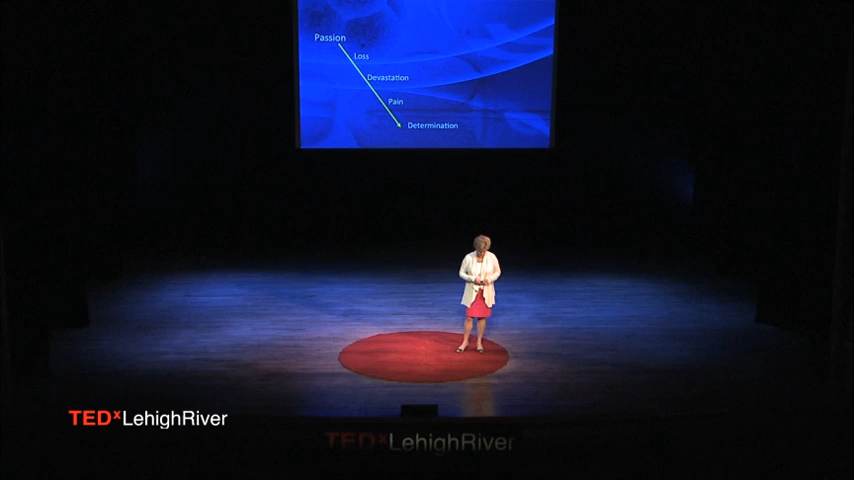 Passion
Loss
Devastation
Pain
Determination
TEDxLehighRiver
TEDxLehighRiver